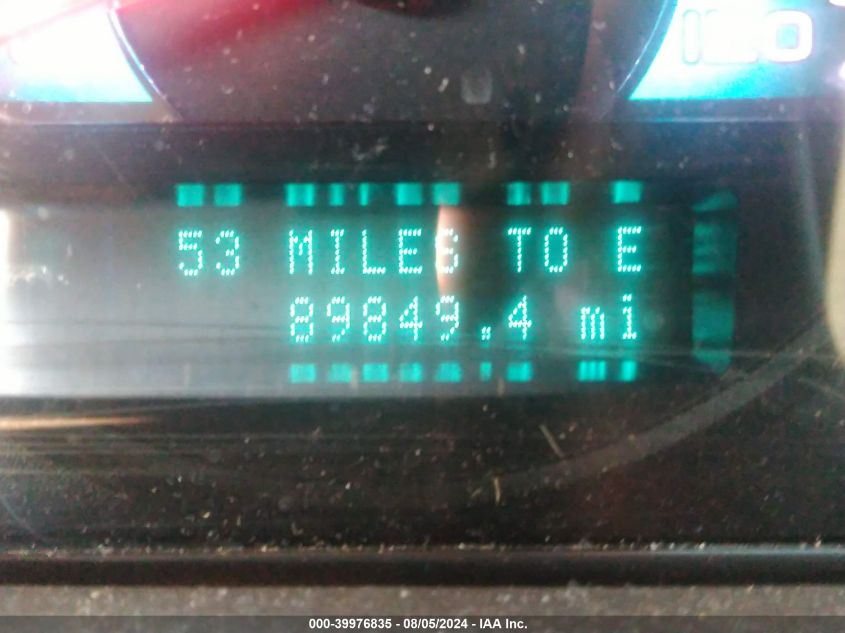 120
53 MILES TO E
89849.4 mi
000-39976835 - 08/05/2024 - IAA Inc.